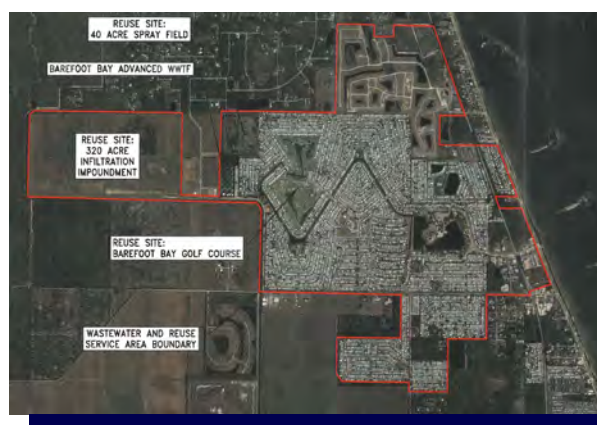 REUSE SITE:
40 ACRE SPRAY FIELD
BAREFOOT BAY ADVANCED WWTF
REUSE SITE:
320 ACRE
INFILTRATION
IMPOUNDMENT
REUSE SITE:
BAREFOOT BAY GOLF COURSE
WASTEWATER AND REUSE
SERVICE AREA BOUNDARY